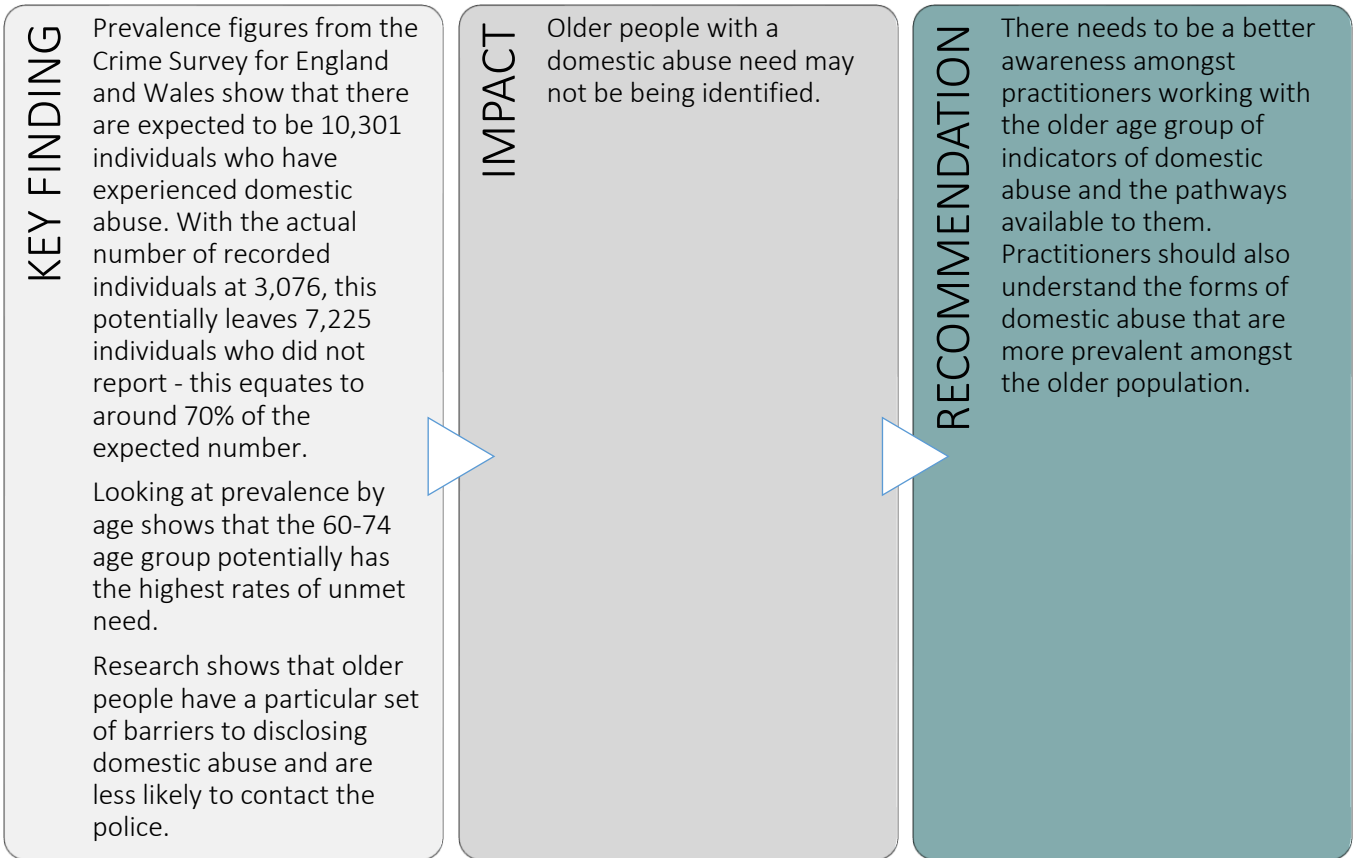 KEY FINDING
Prevalence figures from the
Crime Survey for England
and Wales show that there
are expected to be 10,301
individuals who have
experienced domestic
abuse. With the actual
number of recorded
individuals at 3,076, this
potentially leaves 7,225
individuals who did not
report - this equates to
around 70% of the
expected number.
Looking at prevalence by
age shows that the 60-74
age group potentially has
the highest rates of unmet
need.
Research shows that older
people have a particular set
of barriers to disclosing
domestic abuse and are
less likely to contact the
police.
IMPACT
Older people with a
domestic abuse need may
not be being identified.
RECOMMENDATION
There needs to be a better
awareness amongst
practitioners working with
the older age group of
indicators of domestic
abuse and the pathways
available to them.
Practitioners should also
understand the forms of
domestic abuse that are
more prevalent amongst
the older population.